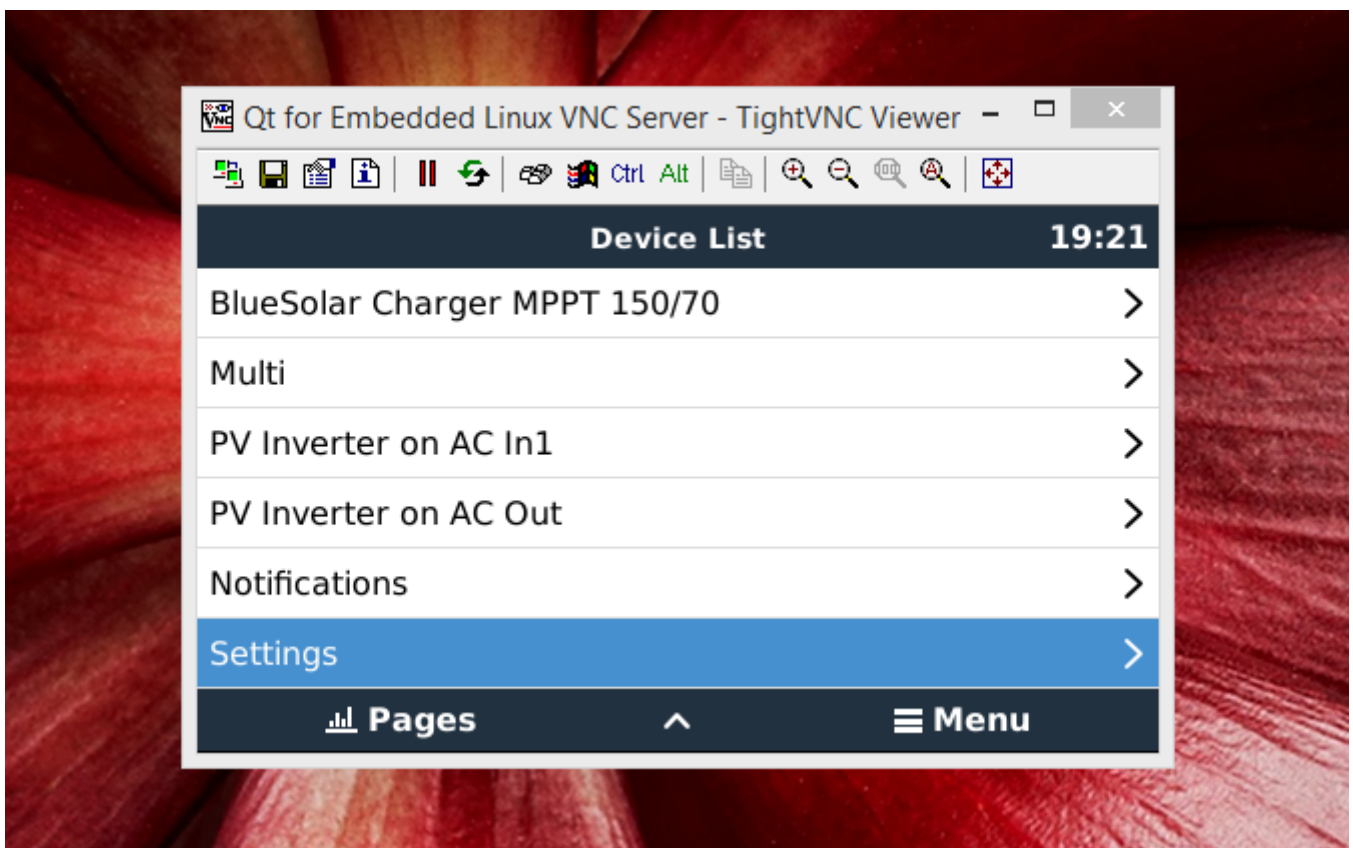 Qt for Embedded Linux VNC Server - TightVNC Viewer
Ctrl Alt
Device List 19:21
BlueSolar Charger MPPT 150/70
Multi
PV Inverter on AC In1
PV Inverter on AC Out
Notifications
Settings
Pages Menu